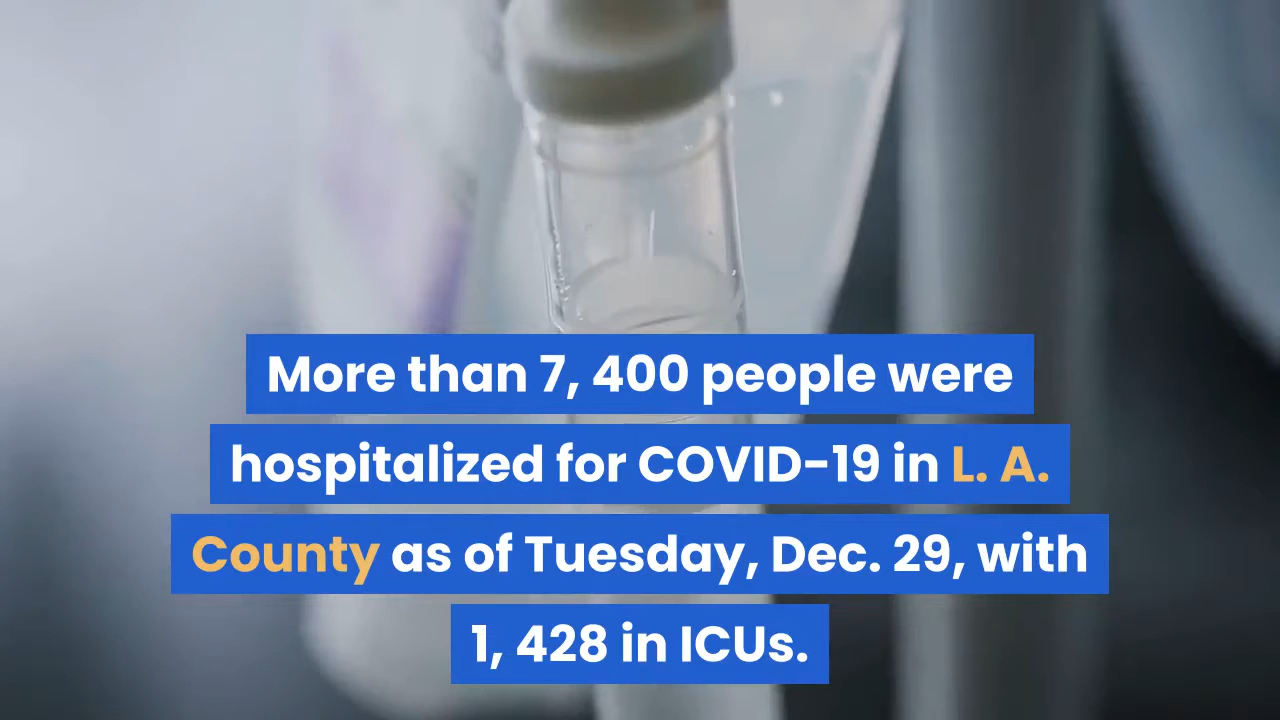 More than 7, 400 people were
hospitalized for COVID-19 in L. A.
County as of Tuesday, Dec. 29, with
1, 428 in ICUs.